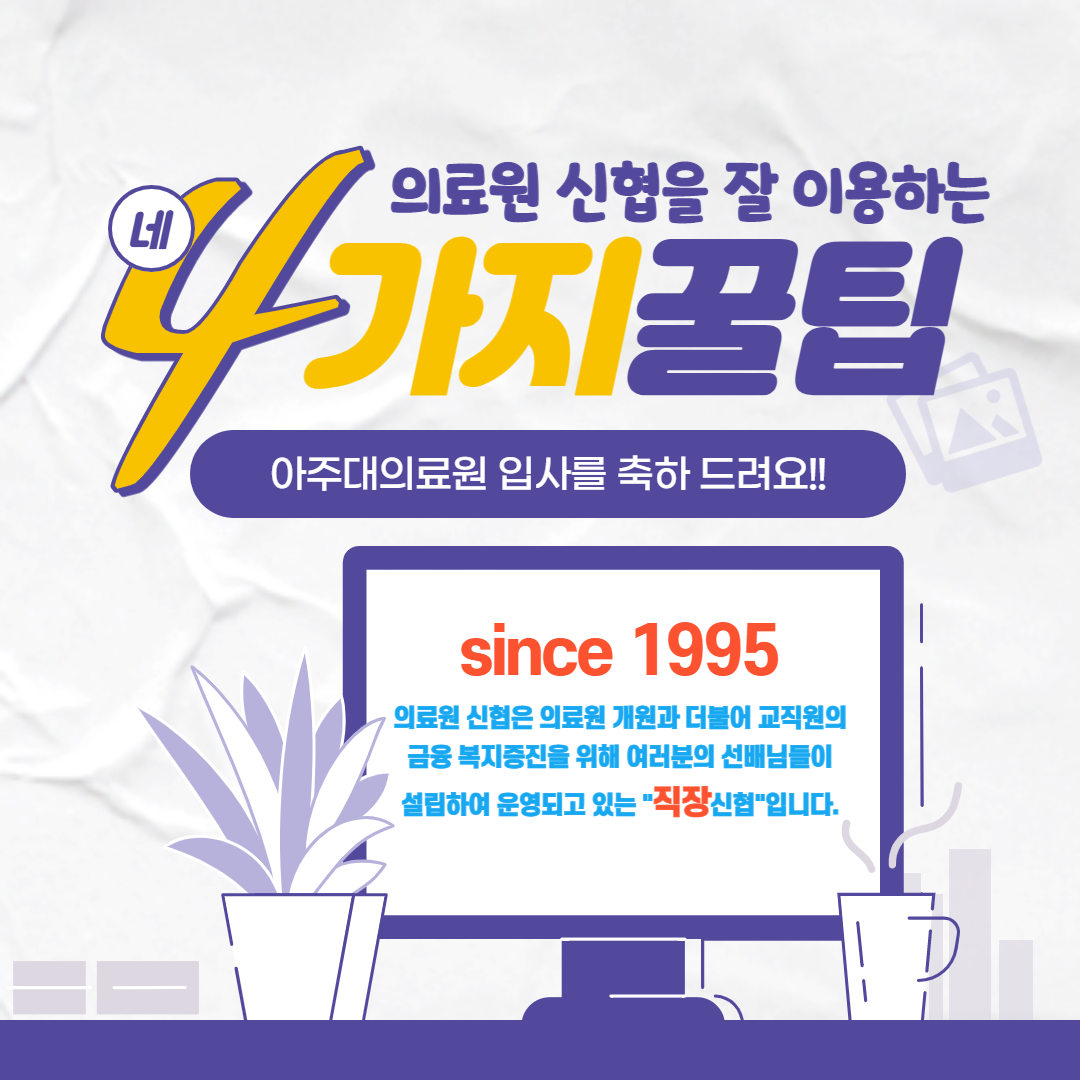 의료원 신협을 잘 이용하는
네
4가지꿀팁
아주대의료원 입사를 축하 드려요!!
since 1995
의료원 신협은 의료원 개원과 더불어 교직원의
금융 복지증진을 위해 여러분의 선배님들이
설립하여 운영되고 있는 "직장신협"입니다.